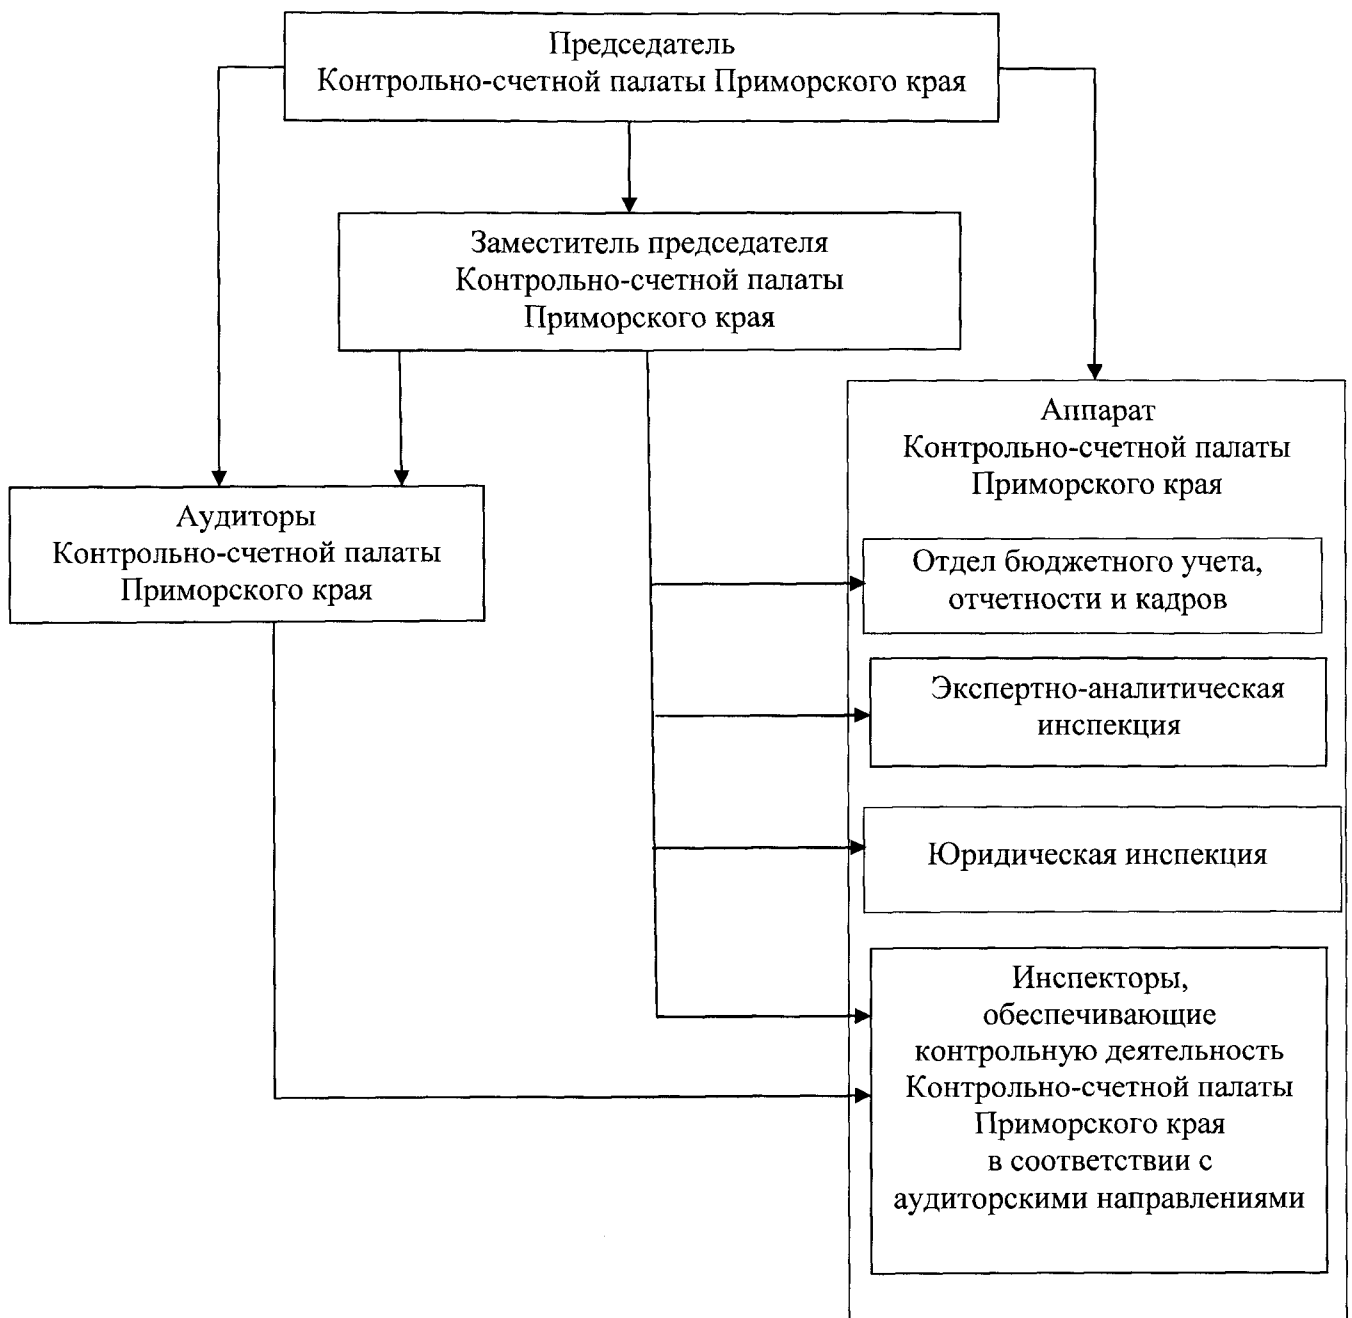 Председатель
Контрольно-счетной палаты Приморского края
Заместитель председателя
Контрольно-счетной палаты
Приморского края
Аппарат
Контрольно-счетной палаты
Приморского края
Аудиторы
Контрольно-счетной палаты
Приморского края
Отдел бюджетного учета,
отчетности и кадров
Экспертно-аналитическая
инспекция
Юридическая инспекция
Инспекторы,
обеспечивающие
контрольную деятельность
Контрольно-счетной палаты
Приморского края
в соответствии с
аудиторскими направлениями